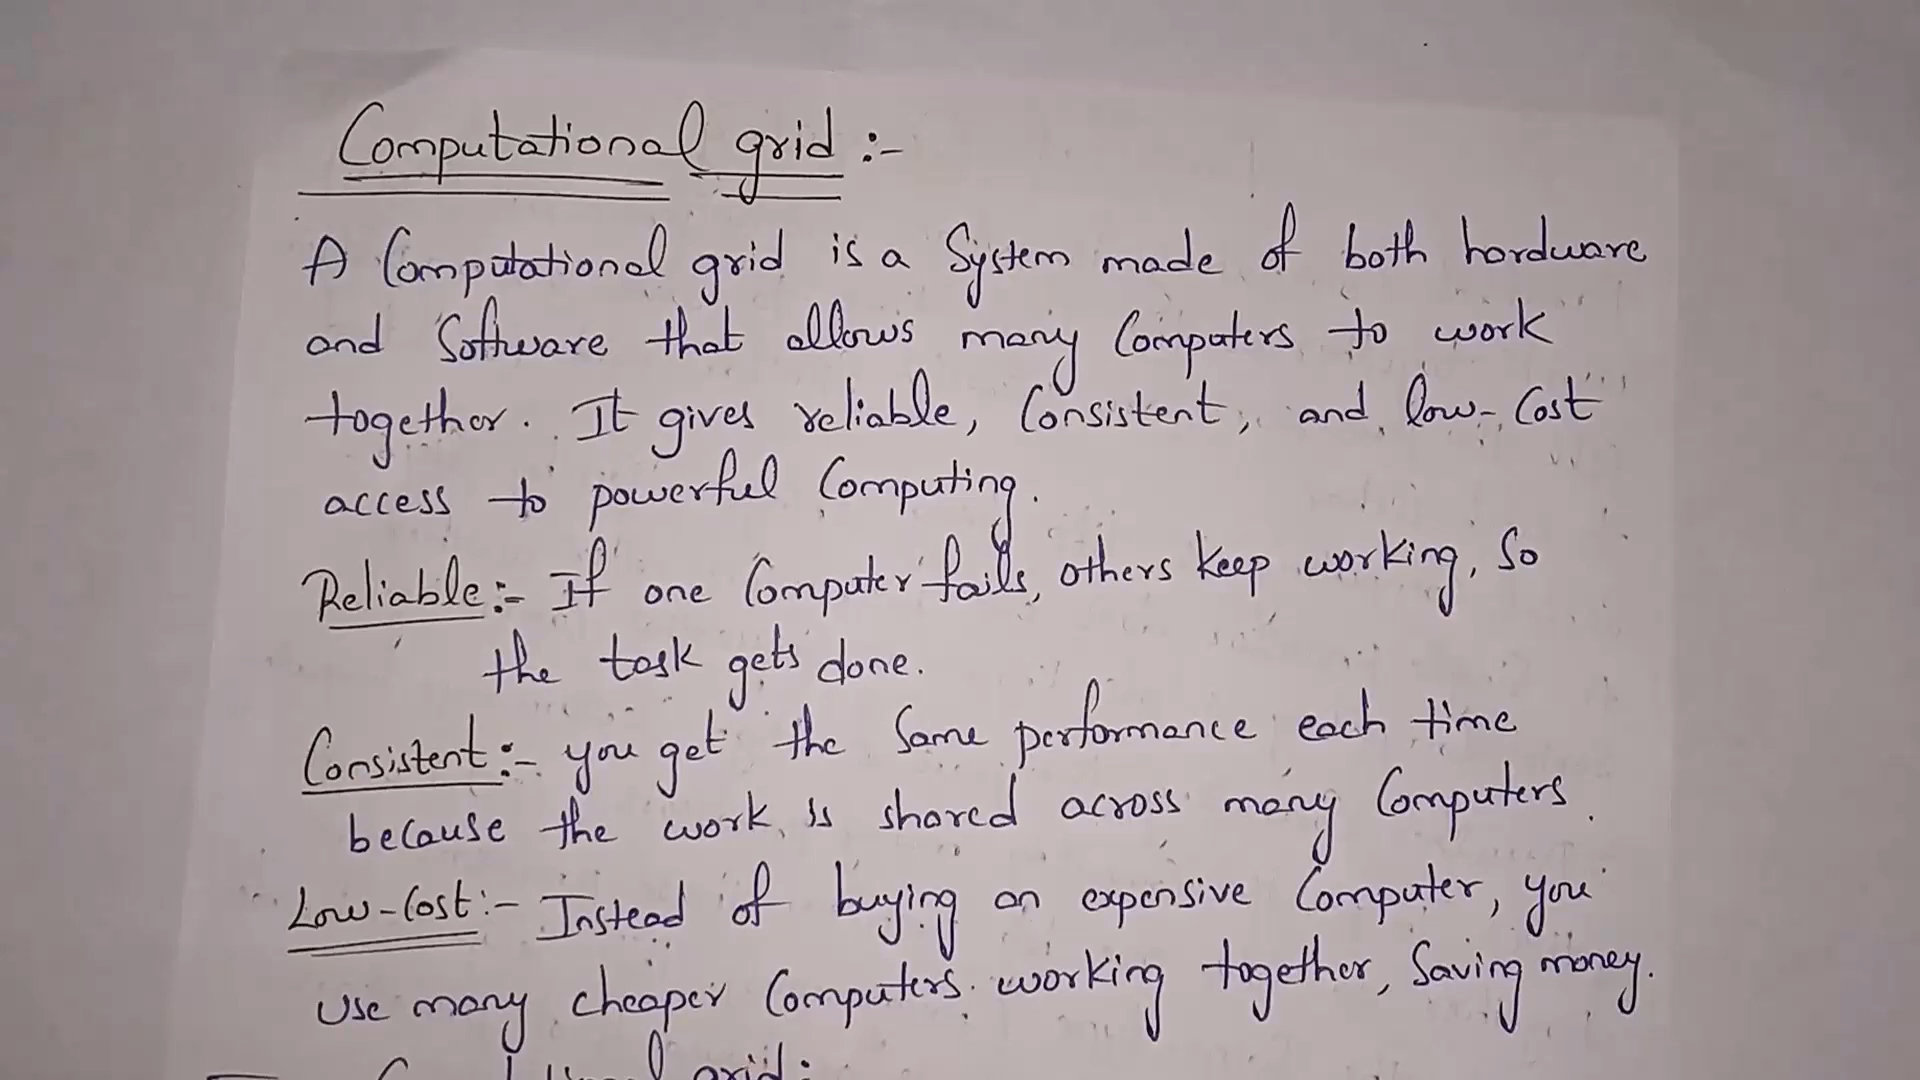 Computational grid :-
A Computational grid is a System made of both hardware
and Software that allows many Computers to work
together. It gives reliable, Consistent, and low-Cost
access to powerful Computing.
Reliable:- If one Computer fails, others keep working, So
the task gets done.
Consistent:- you get the Same performance each time
because the work is shared across many Computers.
Low-Cost:- Instead of buying an expensive Computer, you
use many cheaper Computers working together, Saving money.
grid: